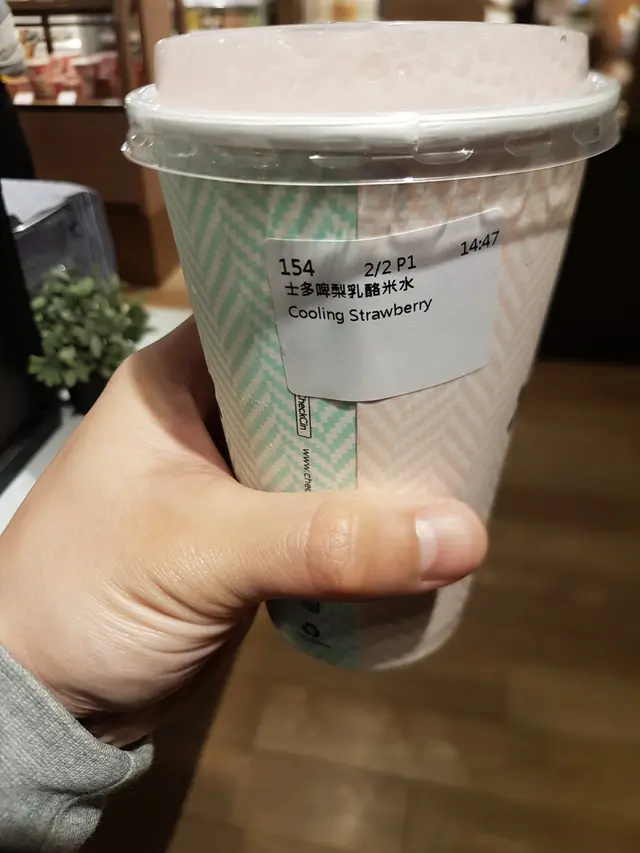 154 2/2 P1 14:47
士多啤梨乳酪米水
Cooling Strawberry
CheckCin
www.chec